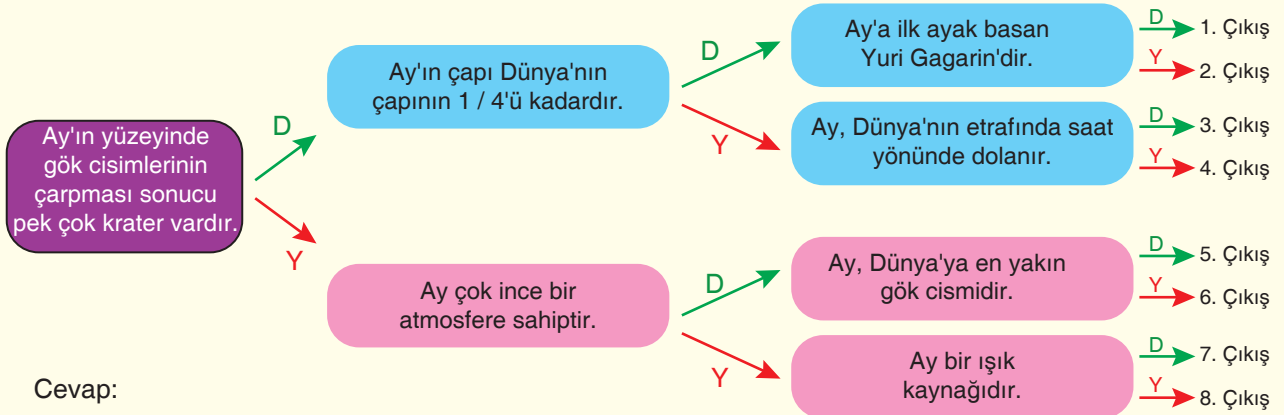 Ay'ın yüzeyinde
gök cisimlerinin
çarpması sonucu
pek çok krater vardır.
D
Y
Ay'ın çapı Dünya'nın
çapının 1 / 4'ü kadardır.
D
Y
Ay'a ilk ayak basan
Yuri Gagarin'dir.
D
1. Çıkış
Y
2. Çıkış
Ay, Dünya'nın etrafında saat
yönünde dolanır.
D
3. Çıkış
Y
4. Çıkış
Ay çok ince bir
atmosfere sahiptir.
D
Y
Ay, Dünya'ya en yakın
gök cismidir.
D
5. Çıkış
Y
6. Çıkış
Ay bir ışık
kaynağıdır.
D
7. Çıkış
Y
8. Çıkış
Cevap: